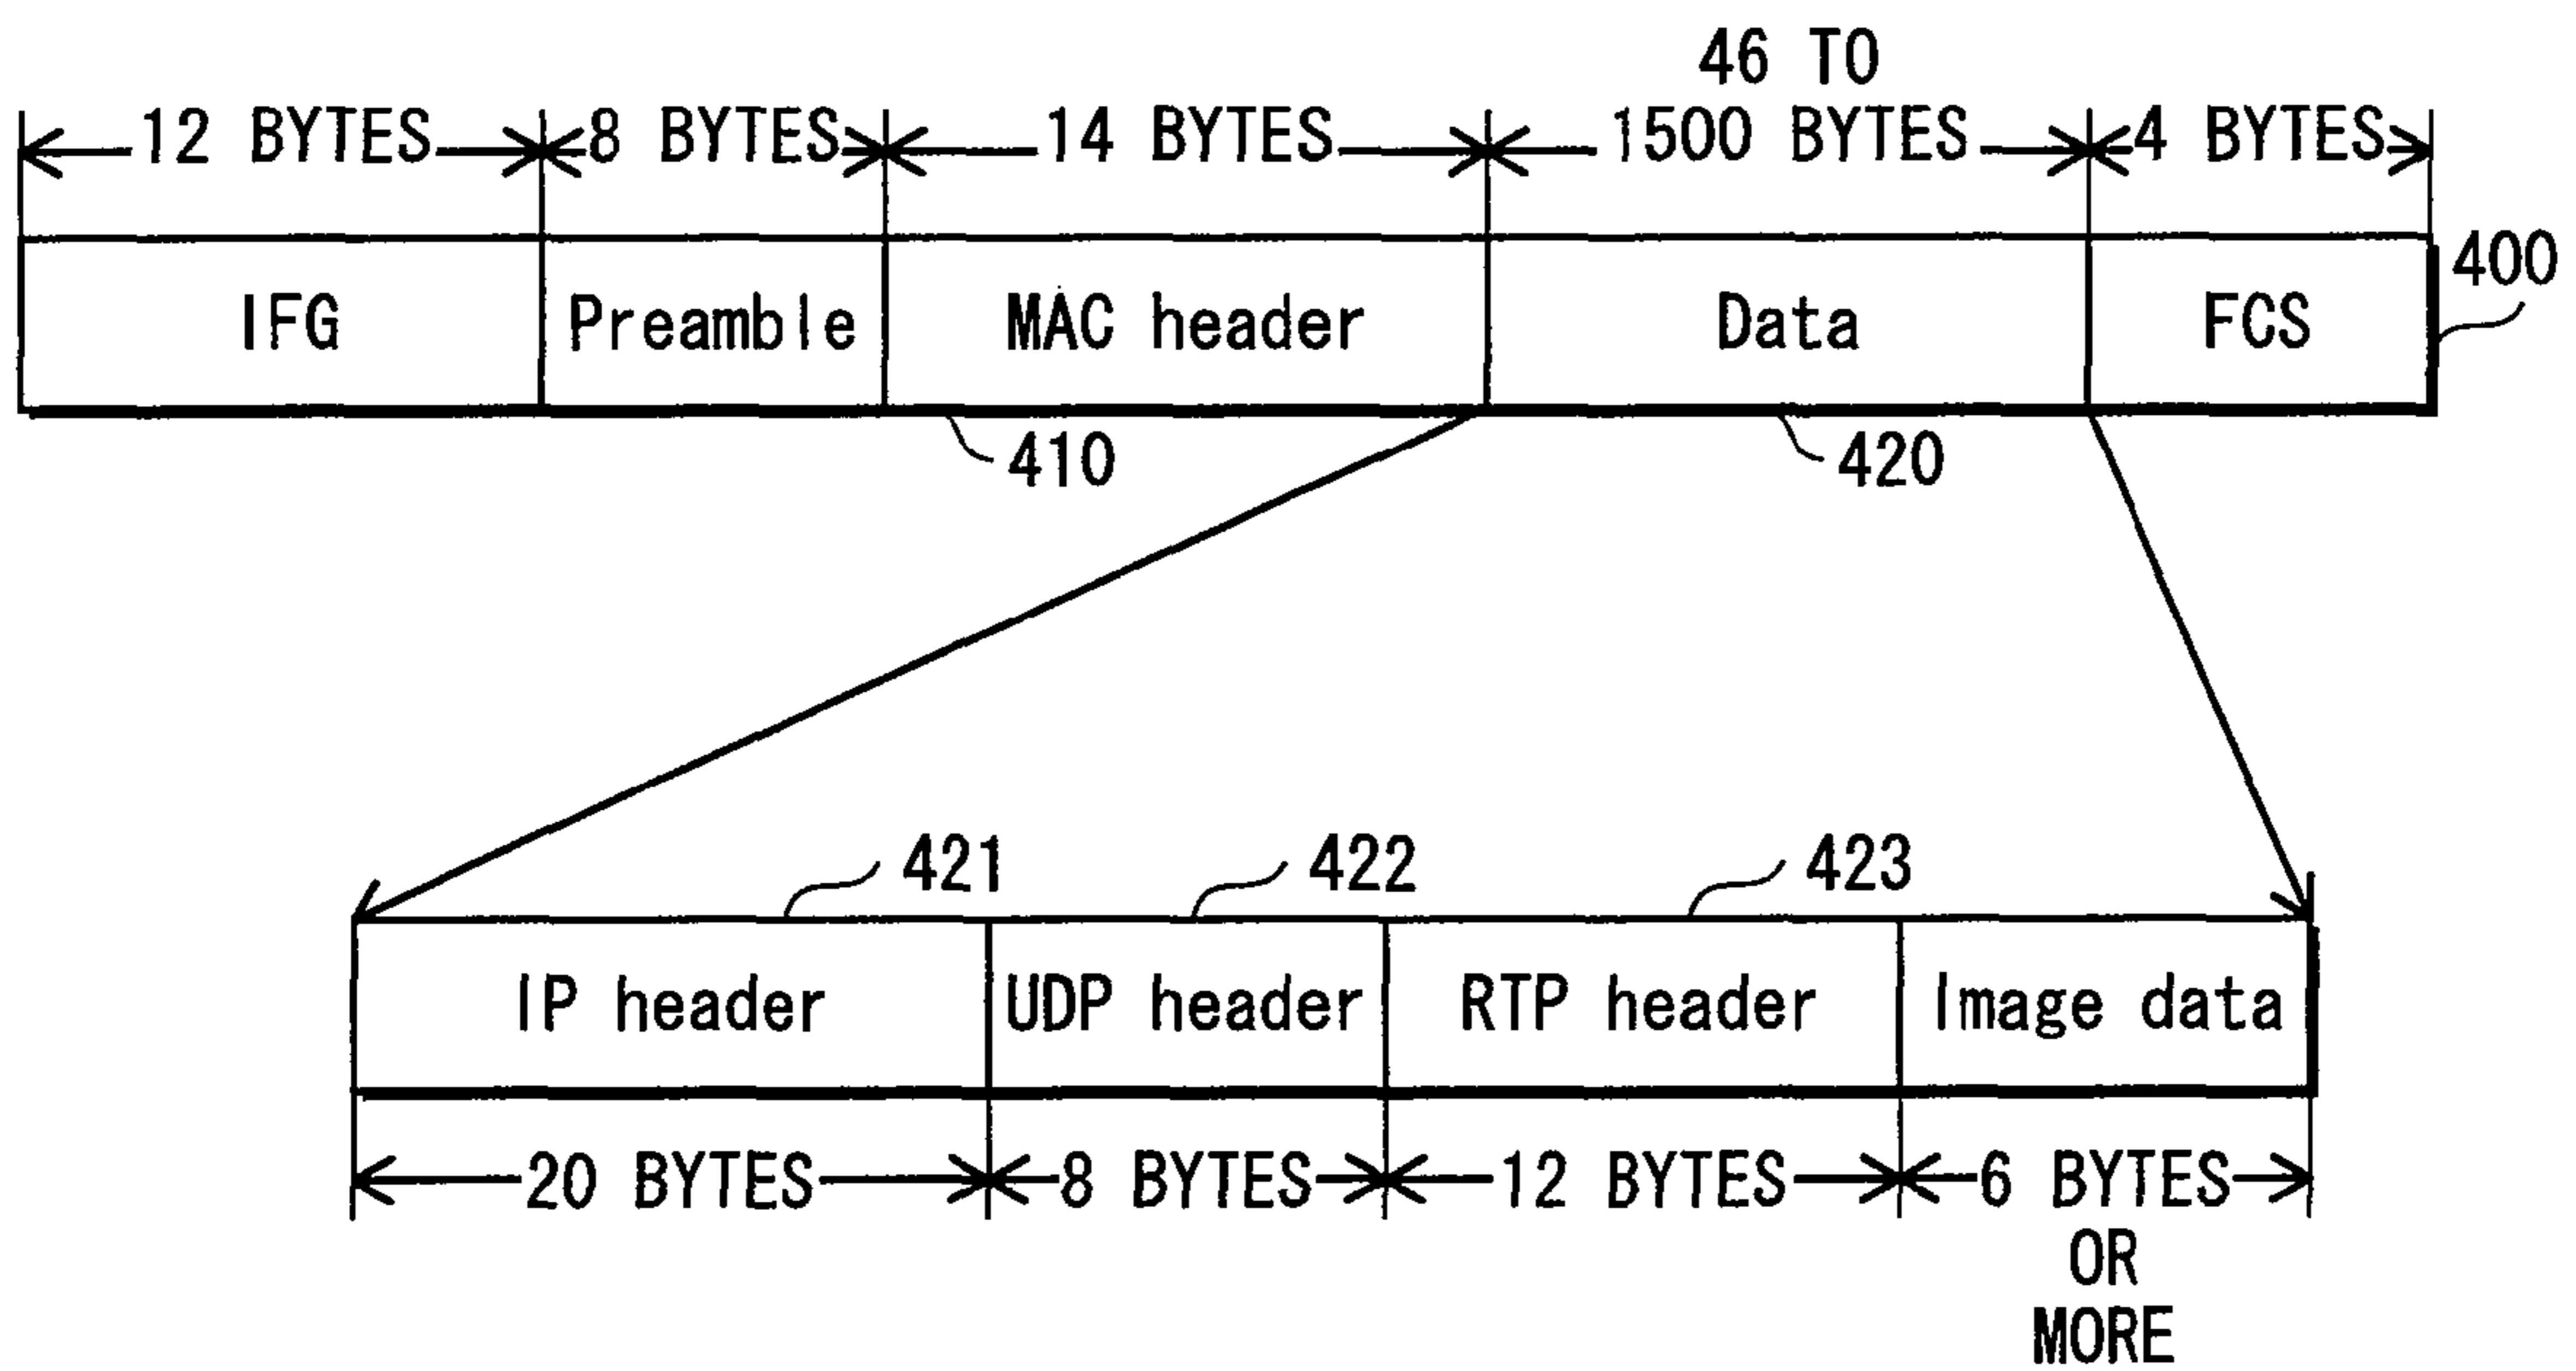 46 TO
12 BYTES 8 BYTES 14 BYTES 1500 BYTES 4 BYTES
IFG Preamble MAC header Data FCS 400
410 420
421 422 423
IP header UDP header RTP header Image data
20 BYTES 8 BYTES 12 BYTES 6 BYTES
OR
MORE